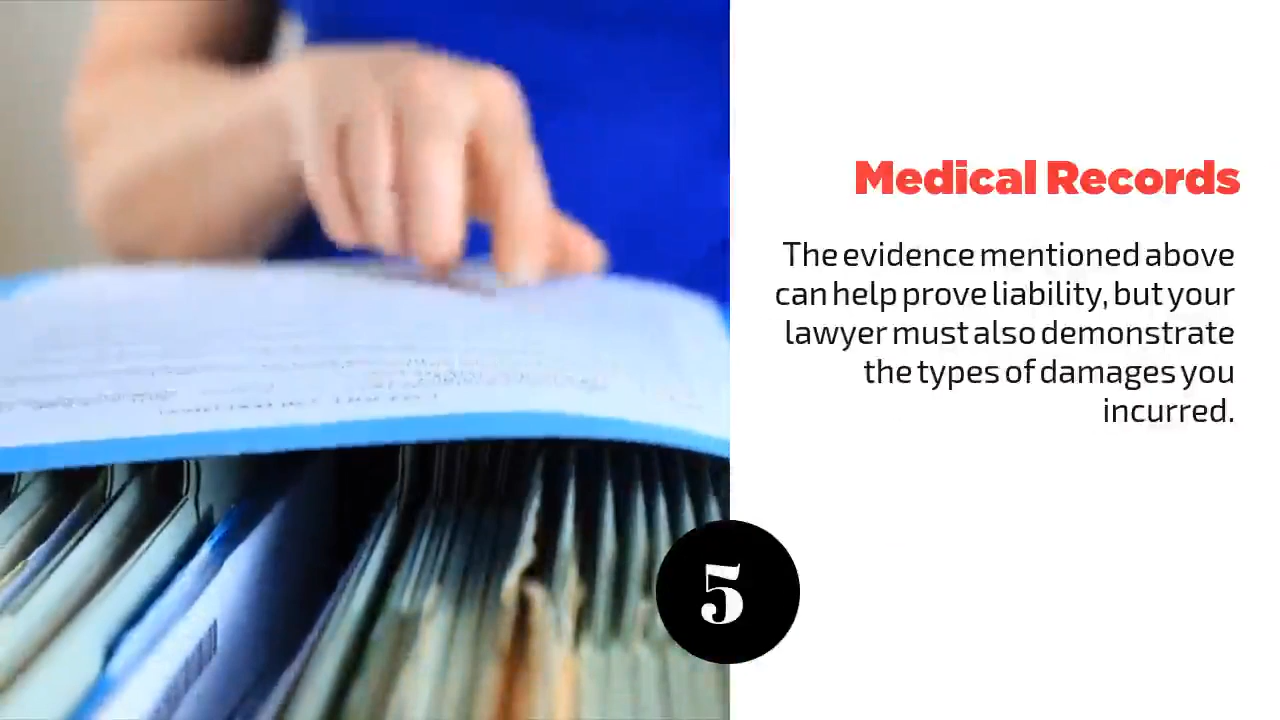 Medical Records
The evidence mentioned above
can help prove liability, but your
lawyer must also demonstrate
the types of damages you
incurred.
5